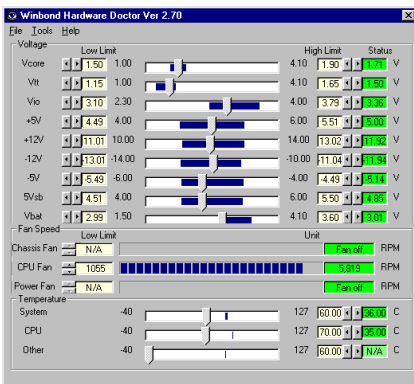 Winbond Hardware Doctor Ver 2.70
File Tools Help
Voltage
Low Limit High Limit Status
Vcore 1.50 1.00 4.10 1.90 1.71 V
Vtt 1.15 1.00 4.10 1.65 1.50 V
Vio 3.10 2.30 4.00 3.79 3.36 V
+5V 4.49 4.00 6.00 5.51 5.00 V
+12V 11.01 10.00 14.00 13.02 11.92 V
-12V -13.01 -14.00 -10.00 -11.04 -11.94 V
-5V -5.49 -6.00 -4.00 -4.49 -5.14 V
5Vsb 4.51 4.00 6.00 5.50 4.85 V
Vbat 2.99 1.50 4.10 3.60 3.01 V
Fan Speed
Low Limit Unit
Chassis Fan N/A Fan off RPM
CPU Fan 1055 5,819 RPM
Power Fan N/A Fan off RPM
Temperature
System -40 127 60.00 36.00 C
CPU -40 127 70.00 35.00 C
Other -40 127 60.00 N/A C